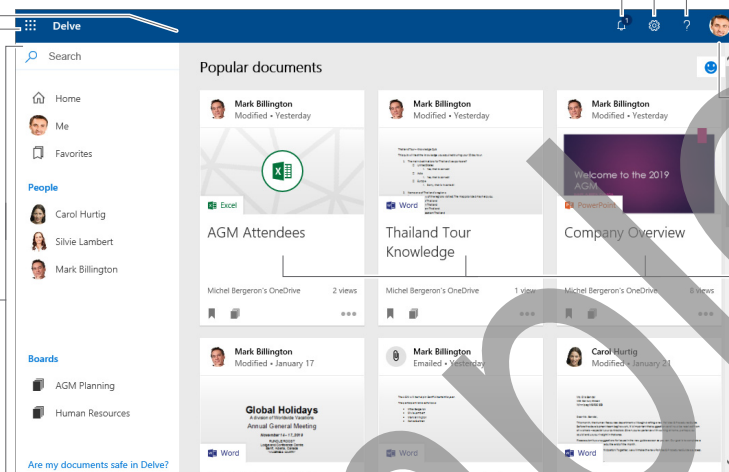 Delve
1
?
Search
Home
Me
Favorites
People
Carol Hurtig
Silvie Lambert
Mark Billington
Boards
AGM Planning
Human Resources
Are my documents safe in Delve?
Popular documents
Mark Billington
Modified • Yesterday
Excel
AGM Attendees
Michel Bergeron's OneDrive 2 views
Mark Billington
Modified • Yesterday
Word
Thailand Tour
Knowledge
Michel Bergeron's OneDrive 1 view
Mark Billington
Modified • Yesterday
Welcome to the 2019
AGM
PowerPoint
Company Overview
Michel Bergeron's OneDrive 8 views
Mark Billington
Modified • January 17
Global Holidays
A division of Worldwide Vacations
Annual General Meeting
Word
Mark Billington
Emailed • Yesterday
Word
Carol Hurtig
Modified • January 21
Word